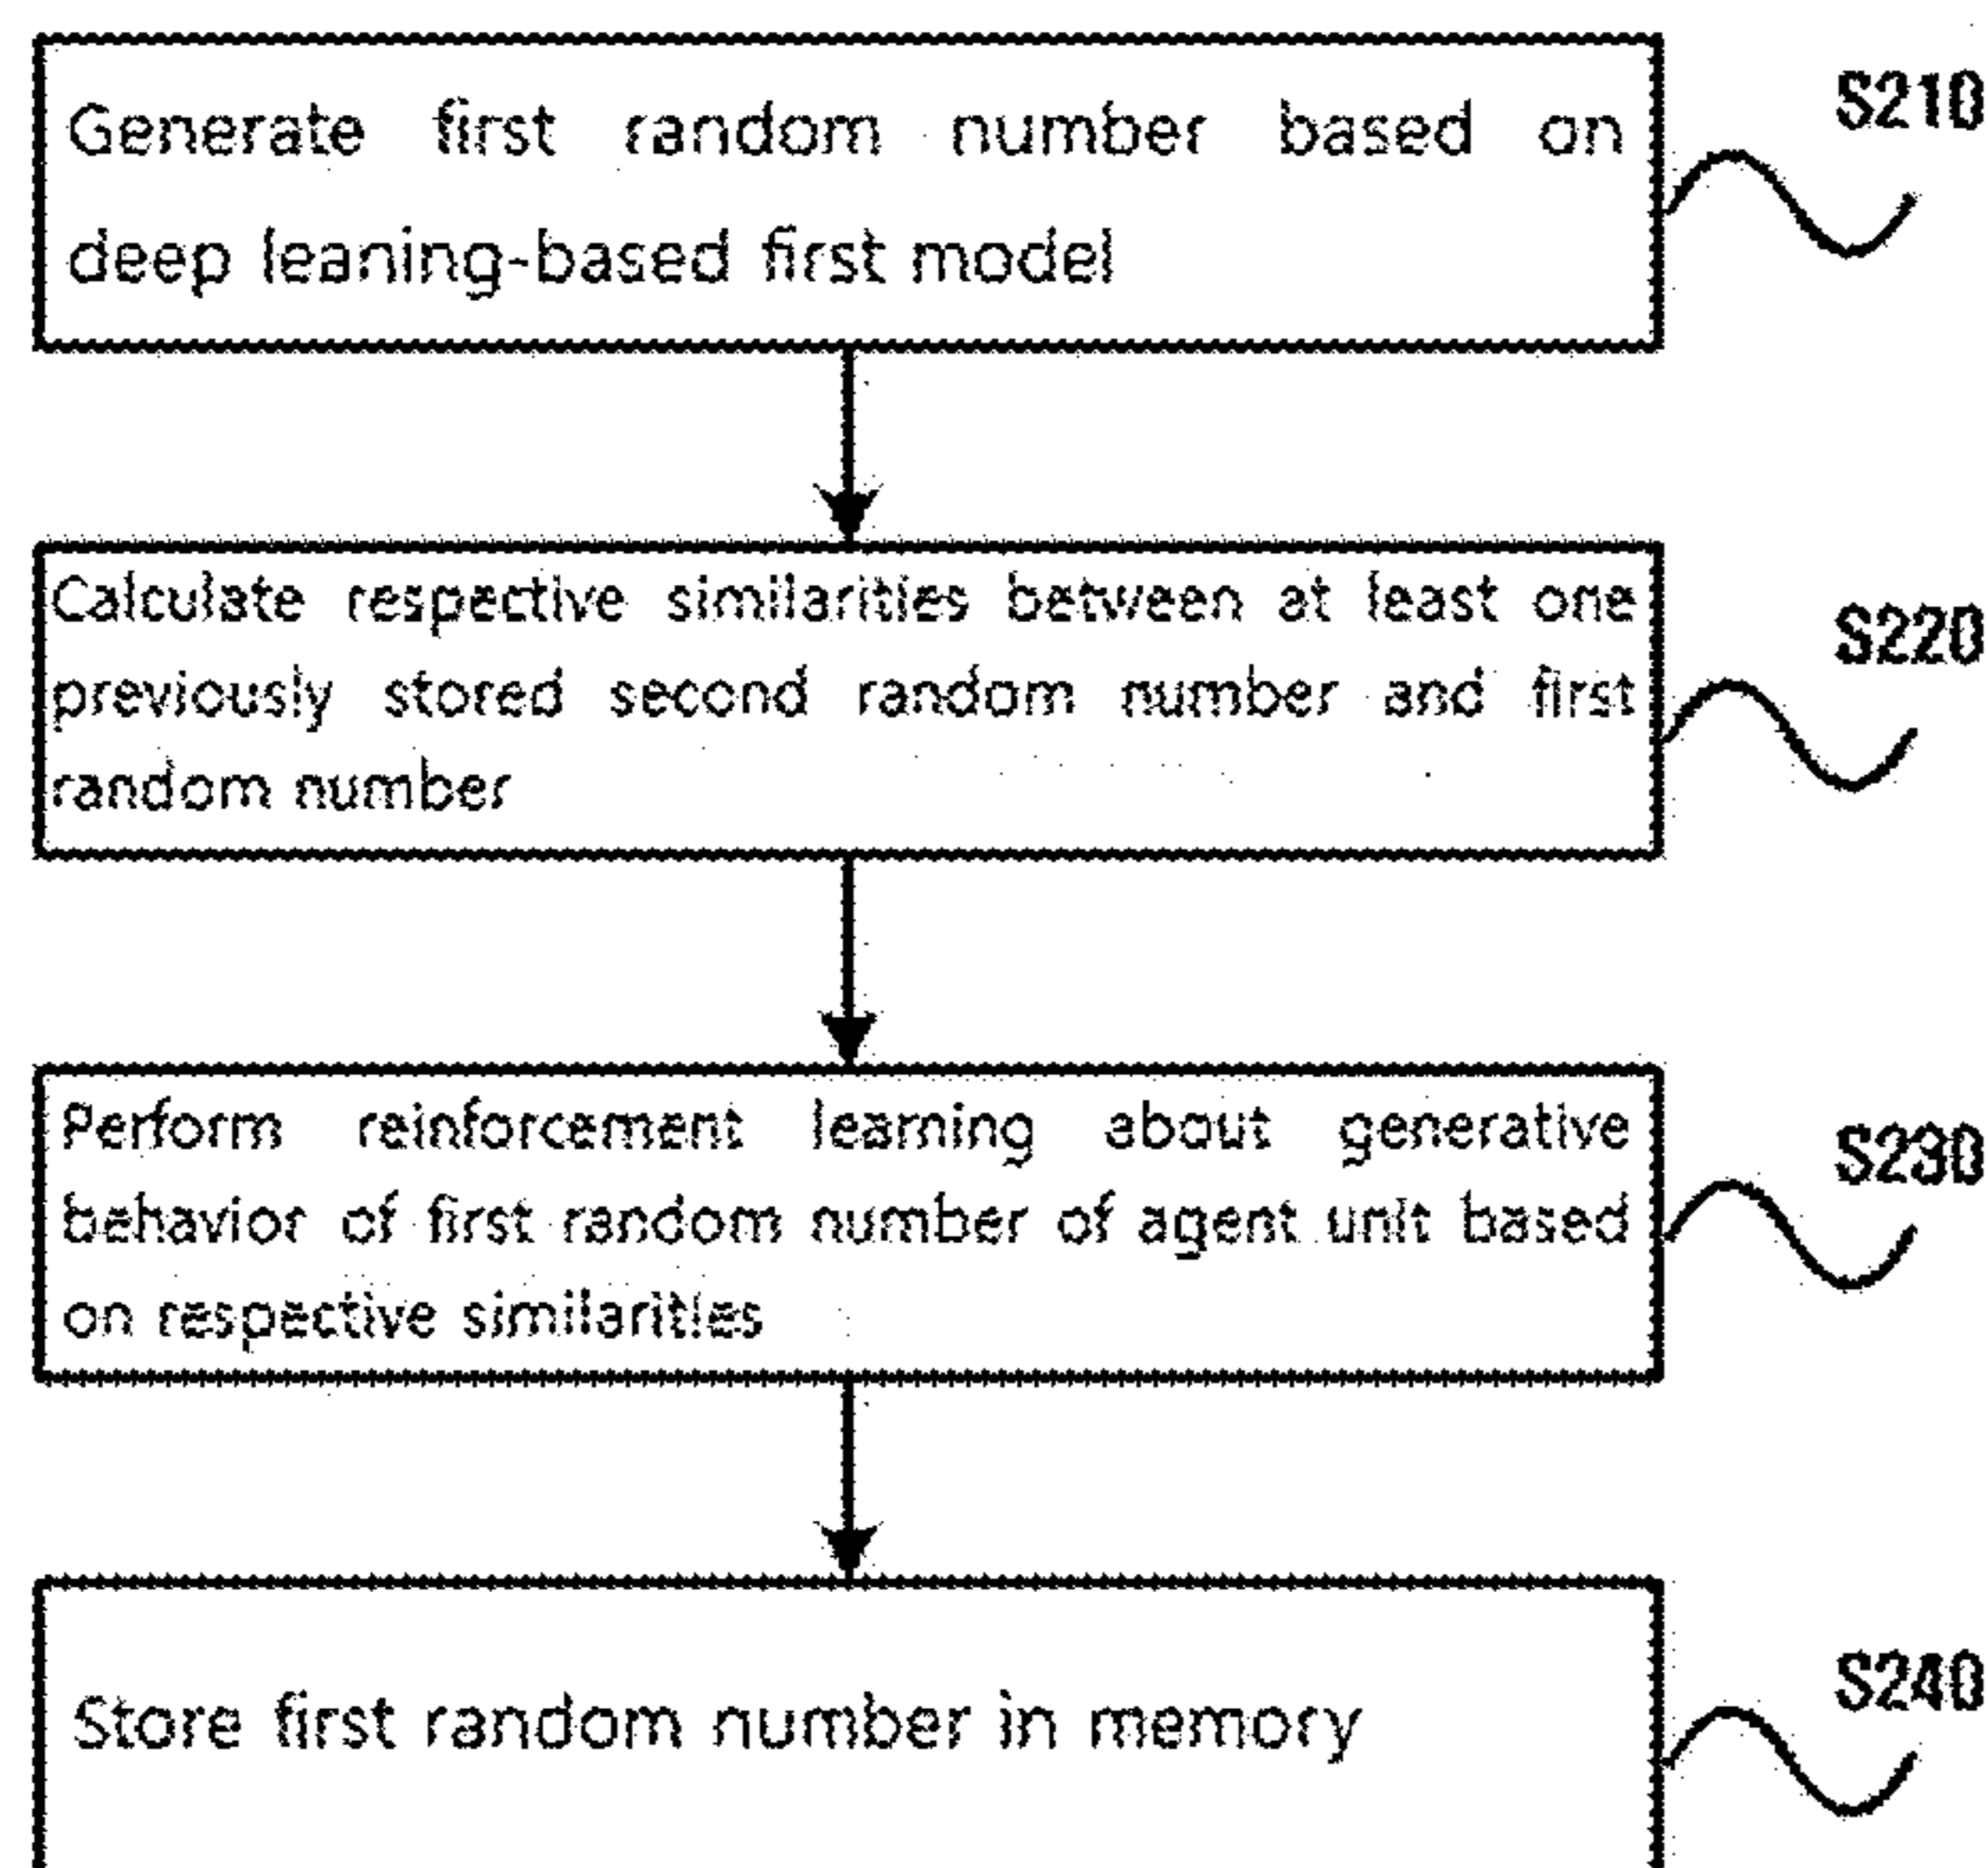 Generate first random number based on
deep leaning-based first model
S210
Calculate respective similarities between at least one
previously stored second random number and first
random number
S220
Perform reinforcement learning about generative
behavior of first random number of agent unit based
on respective similarities
S230
Store first random number in memory
S240